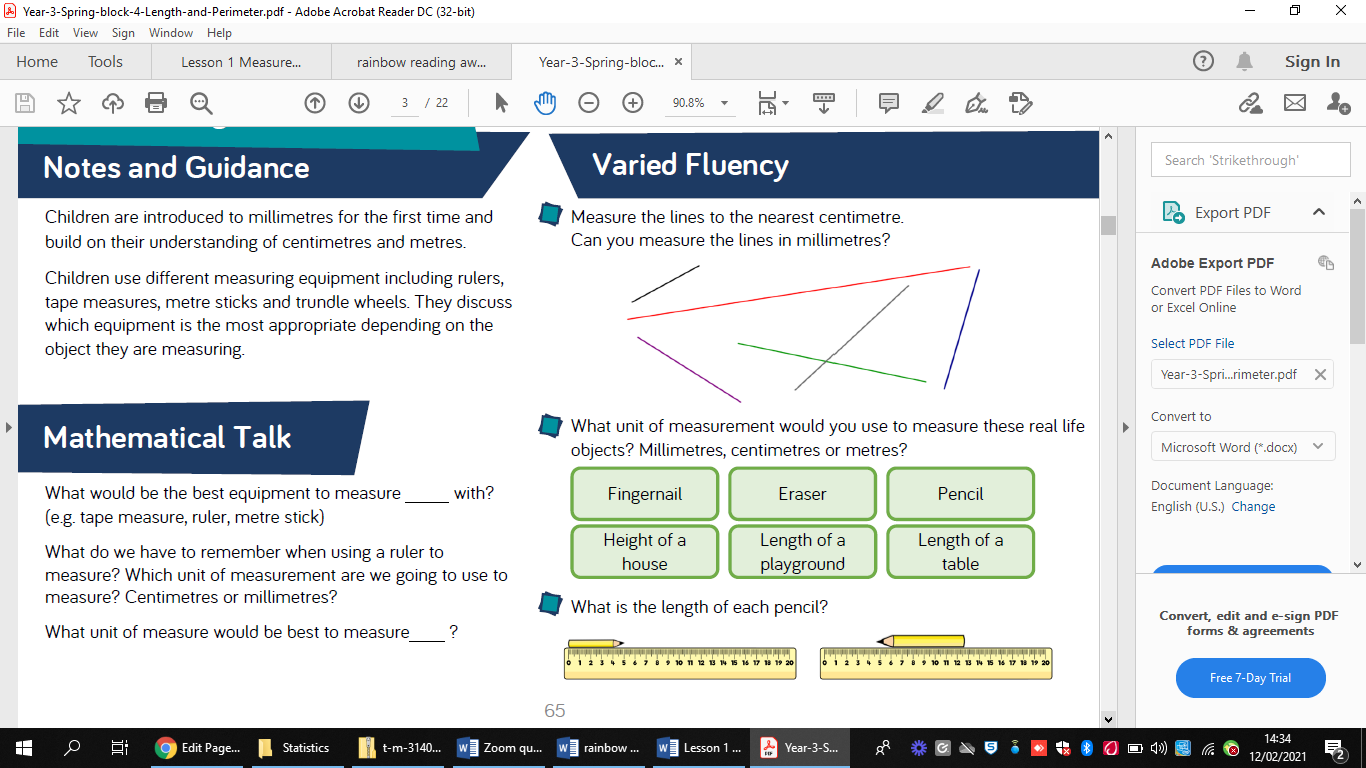 Year-3-Spring-block-4-Length-and-Perimeter.pdf - Adobe Acrobat Reader DC (32-bit)
File Edit View Sign Window Help
Home Tools Lesson 1 Measure... rainbow reading aw... Year-3-Spring-bloc... × Sign In
3 / 22 90.8%
Notes and Guidance
Children are introduced to millimetres for the first time and
build on their understanding of centimetres and metres.
Children use different measuring equipment including rulers,
tape measures, metre sticks and trundle wheels. They discuss
which equipment is the most appropriate depending on the
object they are measuring.
Mathematical Talk
What would be the best equipment to measure _____ with?
(e.g. tape measure, ruler, metre stick)
What do we have to remember when using a ruler to
measure? Which unit of measurement are we going to use to
measure? Centimetres or millimetres?
What unit of measure would be best to measure____ ?
Varied Fluency
Measure the lines to the nearest centimetre.
Can you measure the lines in millimetres?
What unit of measurement would you use to measure these real life
objects? Millimetres, centimetres or metres?
Fingernail Eraser Pencil
Height of a house
Length of a playground
Length of a table
What is the length of each pencil?
0 1 2 3 4 5 6 7 8 9 10 11 12 13 14 15 16 17 18 19 20
0 1 2 3 4 5 6 7 8 9 10 11 12 13 14 15 16 17 18 19 20
65
Search 'Strikethrough'
Export PDF
Adobe Export PDF
Convert PDF Files to Word
or Excel Online
Select PDF File
Year-3-Spri...rimeter.pdf
Convert to
Microsoft Word (*.docx)
Document Language:
English (U.S.) Change
Convert, edit and e-sign PDF
forms & agreements
Free 7-Day Trial
Edit Page... Statistics t-m-3140... Zoom qu... rainbow ... Lesson 1 ... Year-3-S...
14:34
12/02/2021
2